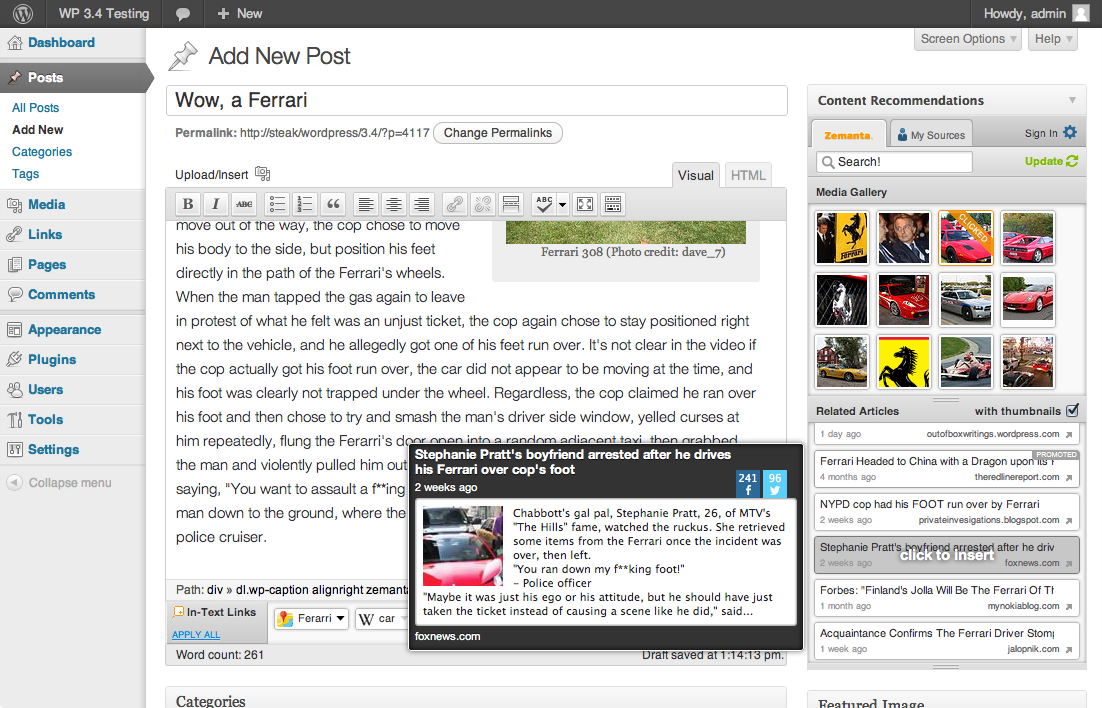 WP 3.4 Testing
New
Howdy, admin
Screen Options
Help
Dashboard
Posts
All Posts
Add New
Categories
Tags
Media
Links
Pages
Comments
Appearance
Plugins
Users
Tools
Settings
Collapse menu
Add New Post
Wow, a Ferrari
Permalink: http://steak/wordpress/3.4/?p=4117 Change Permalinks
Upload/Insert
Visual
HTML
B I ABC
ABC
move out of the way, the cop chose to move
his body to the side, but position his feet
directly in the path of the Ferrari's wheels.
When the man tapped the gas again to leave
Ferrari 308 (Photo credit: dave_7)
in protest of what he felt was an unjust ticket, the cop again chose to stay positioned right
next to the vehicle, and he allegedly got one of his feet run over. It's not clear in the video if
the cop actually got his foot run over, the car did not appear to be moving at the time, and
his foot was clearly not trapped under the wheel. Regardless, the cop claimed he ran over
his foot and then chose to try and smash the man's driver side window, yelled curses at
him repeatedly, flung the Ferrarri's door open into a random adjacent taxi, then grabbed
the man and violently pulled him out
saying, "You want to assault a f**ing
man down to the ground, where the
police cruiser.
Stephanie Pratt's boyfriend arrested after he drives
his Ferrari over cop's foot
2 weeks ago
241
96
Chabbott's gal pal, Stephanie Pratt, 26, of MTV's
"The Hills" fame, watched the ruckus. She retrieved
some items from the Ferrari once the incident was
over, then left.
"You ran down my f**king foot!"
– Police officer
"Maybe it was just his ego or his attitude, but he should have just
taken the ticket instead of causing a scene like he did," said...
foxnews.com
Path: div » dl.wp-caption alignright zemanta
In-Text Links
APPLY ALL
Ferarri
W car
Word count: 261
Draft saved at 1:14:13 pm.
Categories
Content Recommendations
Zemanta.
My Sources
Sign In
Search!
Update
Media Gallery
Ferrari
CLICKED
Related Articles
with thumbnails
1 day ago outofboxwritings.wordpress.com
PROMOTED
Ferrari Headed to China with a Dragon upon its
4 months ago theredlinereport.com
NYPD cop had his FOOT run over by Ferrari
2 weeks ago privateinvesigations.blogspot.com
Stephanie Pratt's boyfriend arrested after he driv
click to insert
2 weeks ago foxnews.com
Forbes: "Finland's Jolla Will Be The Ferrari Of Th
1 month ago mynokiablog.com
Acquaintance Confirms The Ferrari Driver Stomp
1 week ago jalopnik.com
Featured Image